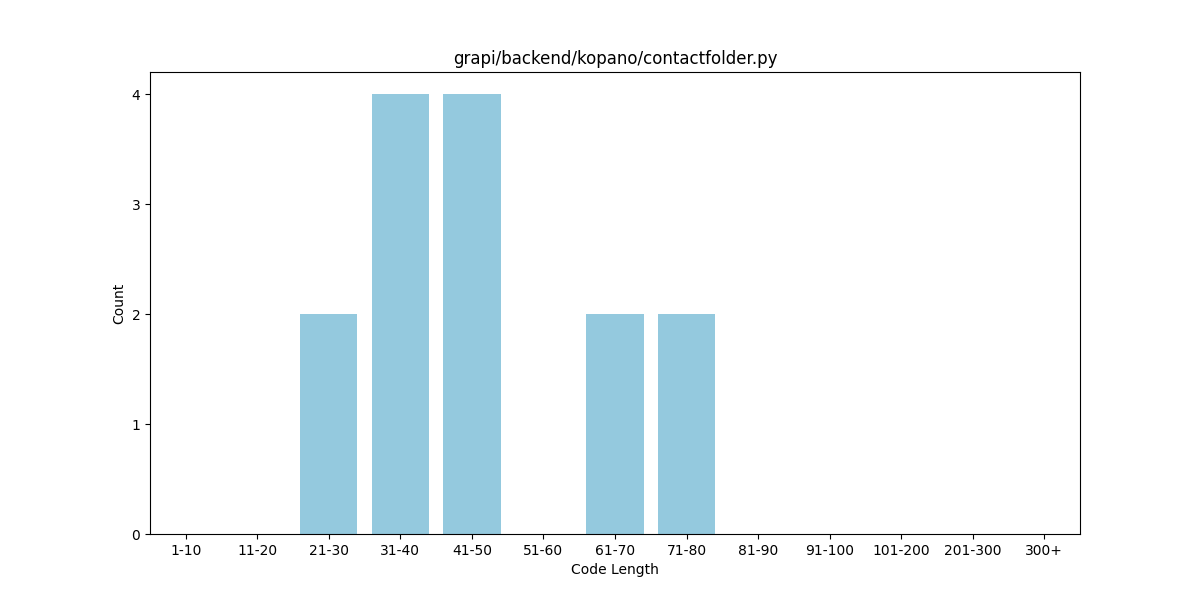 grapi/backend/kopano/contactfolder.py
4
3
2
1
0
Count
1-10 11-20 21-30 31-40 41-50 51-60 61-70 71-80 81-90 91-100 101-200 201-300 300+
Code Length